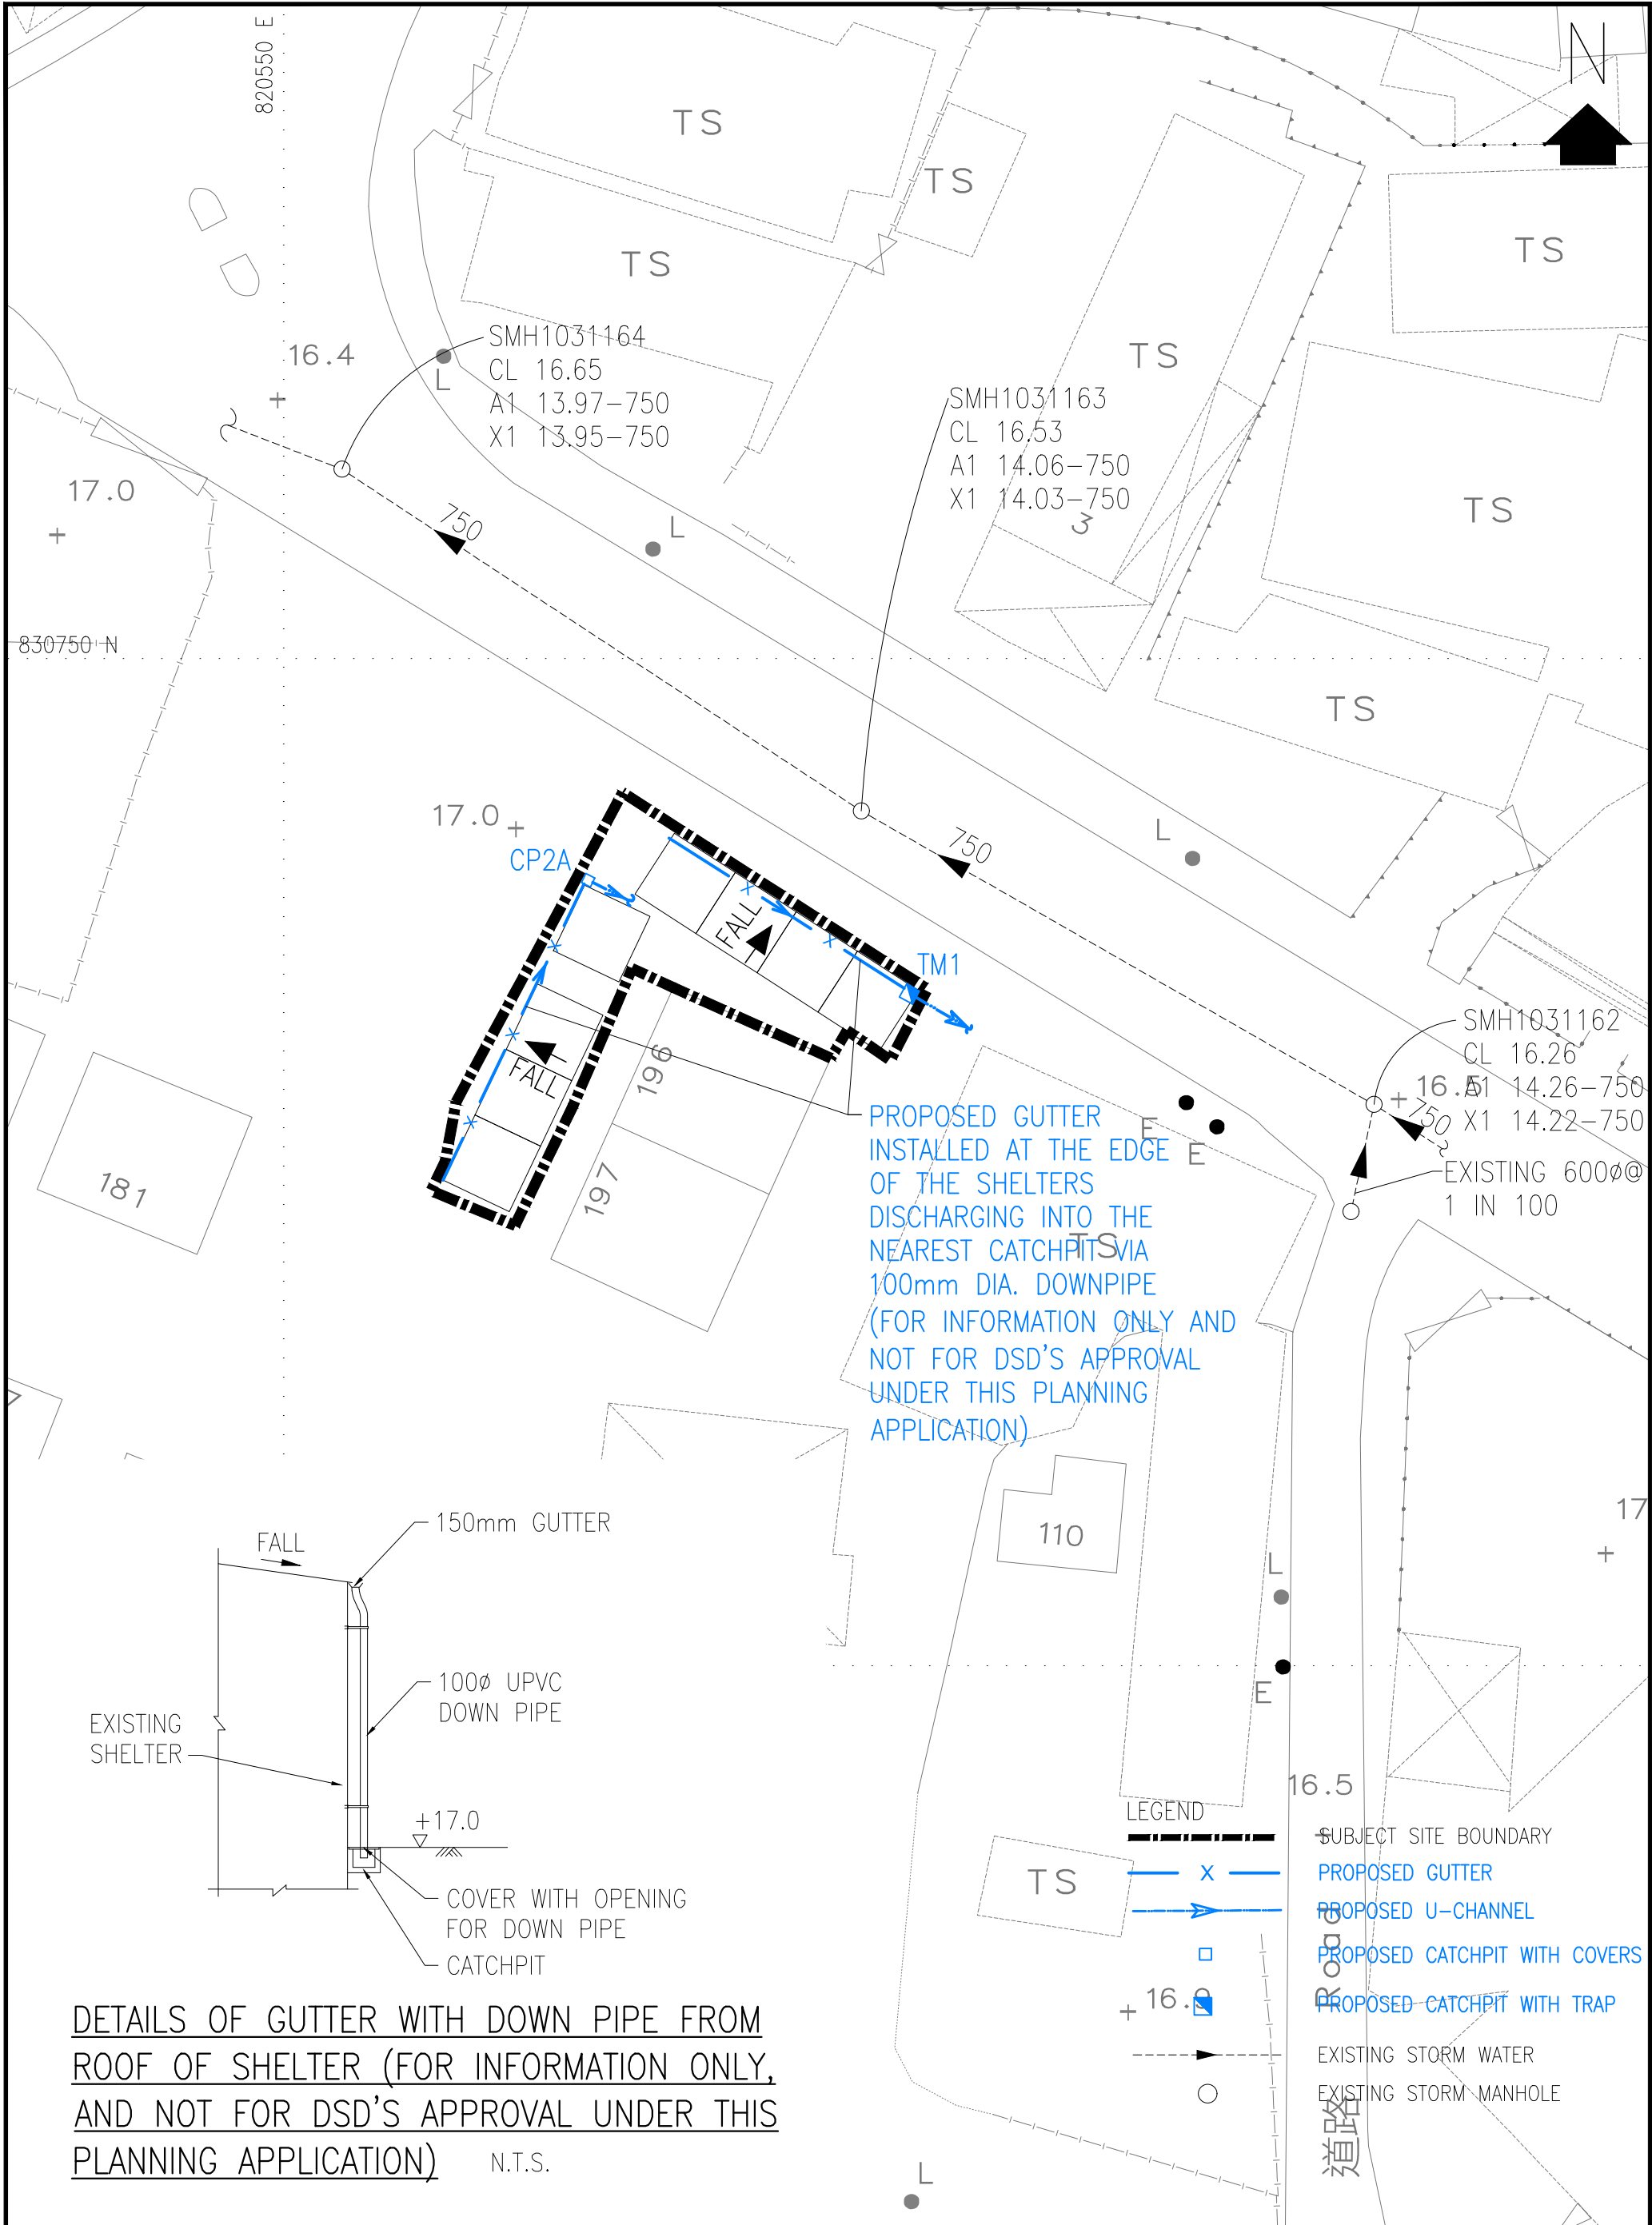 820550 E
N
TS
TS
TS
TS
TS
SMH1031164
CL 16.65
A1 13.97-750
X1 13.95-750
16.4
L
SMH1031163
CL 16.53
A1 14.06-750
X1 14.03-750
3
17.0
750
L
TS
830750 N
TS
17.0
CP2A
750
L
FALL
TM1
FALL
196
197
181
SMH1031162
CL 16.26
A1 14.26-750
X1 14.22-750
16.5
750
EXISTING 600ø@
1 IN 100
E
E
PROPOSED GUTTER
INSTALLED AT THE EDGE
OF THE SHELTERS
DISCHARGING INTO THE
NEAREST CATCHPIT VIA
100mm DIA. DOWNPIPE
(FOR INFORMATION ONLY AND
NOT FOR DSD'S APPROVAL
UNDER THIS PLANNING
APPLICATION)
TS
7
110
17
L
E
16.5
FALL
150mm GUTTER
100ø UPVC
DOWN PIPE
EXISTING
SHELTER
+17.0
COVER WITH OPENING
FOR DOWN PIPE
CATCHPIT
DETAILS OF GUTTER WITH DOWN PIPE FROM
ROOF OF SHELTER (FOR INFORMATION ONLY,
AND NOT FOR DSD'S APPROVAL UNDER THIS
PLANNING APPLICATION) N.T.S.
TS
16.9
LEGEND
SUBJECT SITE BOUNDARY
X PROPOSED GUTTER
PROPOSED U-CHANNEL
PROPOSED CATCHPIT WITH COVERS
PROPOSED CATCHPIT WITH TRAP
EXISTING STORM WATER
EXISTING STORM MANHOLE
Road
道路
L